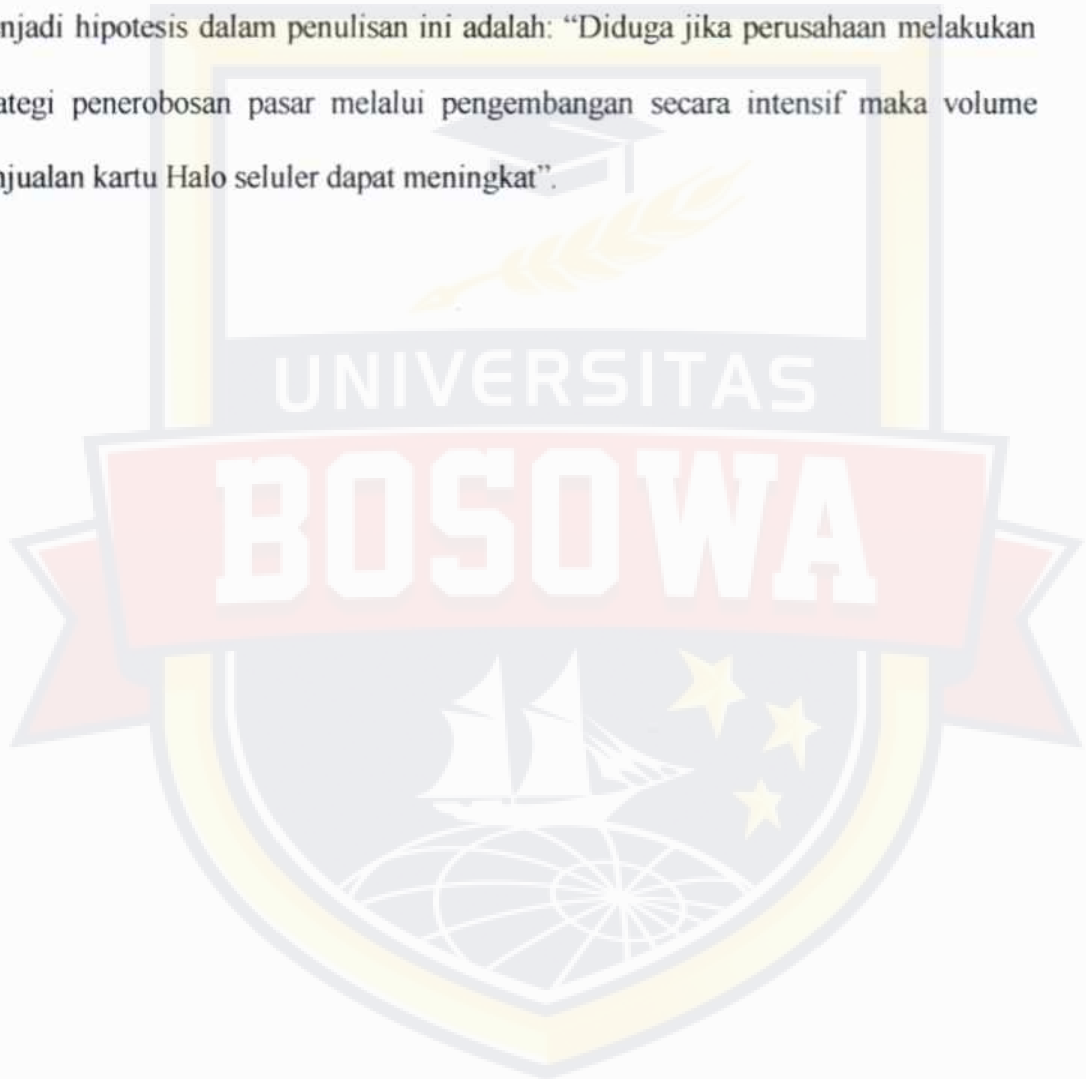 njadi hipotesis dalam penulisan ini adalah: “Diduga jika perusahaan melakukan
ategi penerobosan pasar melalui pengembangan secara intensif maka volume
njualan kartu Halo seluler dapat meningkat”.
UNIVERSITAS
BOSOWA